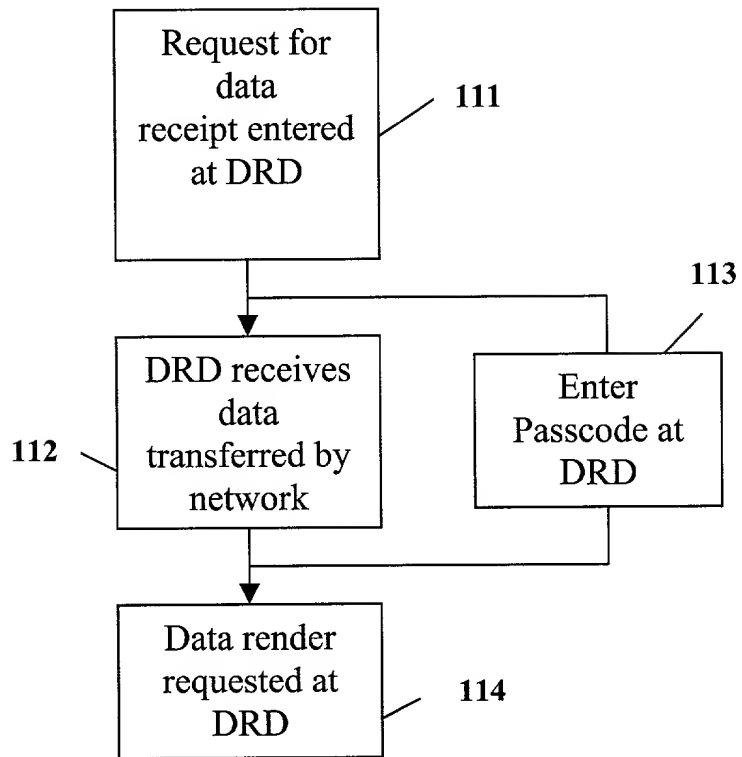 Request for
data
receipt entered
at DRD
111
113
DRD receives
data
transferred by
network
112
Enter
Passcode at
DRD
Data render
requested at
DRD
114